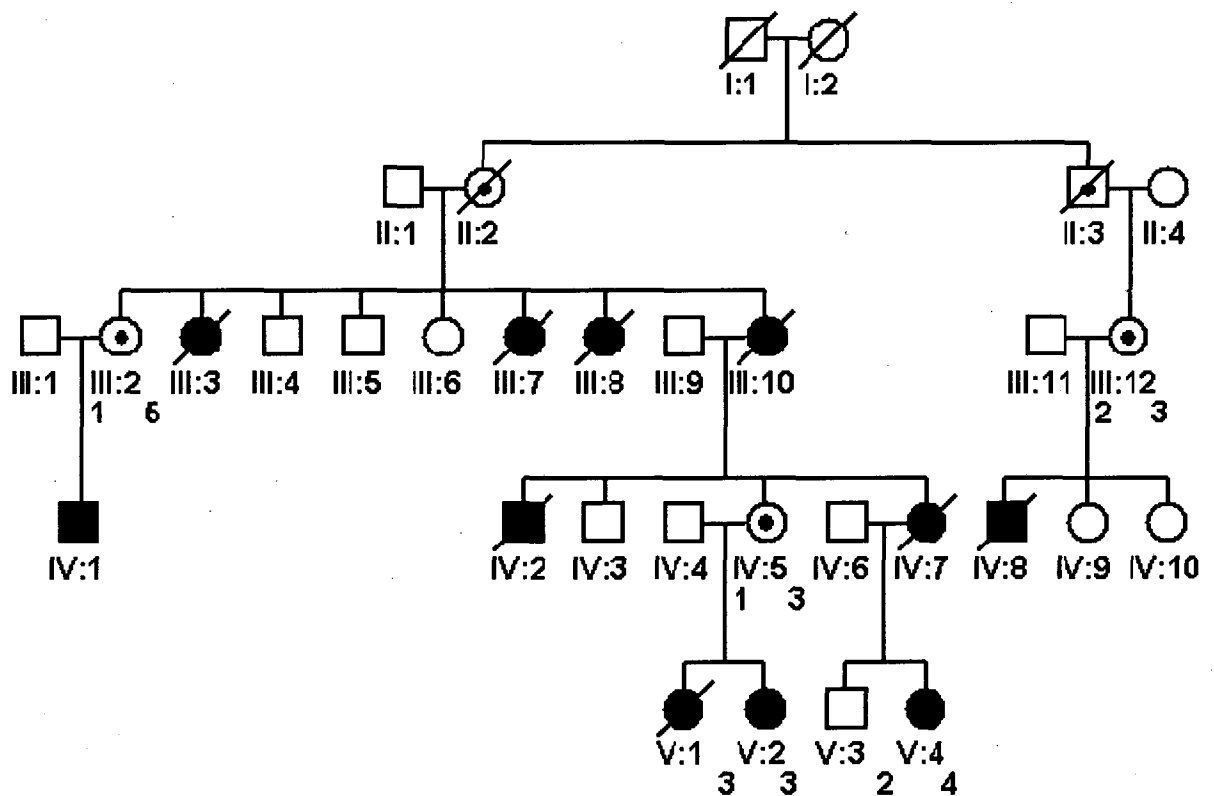 I:1 I:2
II:1 II:2 II:3 II:4
III:1 III:2 III:3 III:4 III:5 III:6 III:7 III:8 III:9 III:10 III:11 III:12
1 6 2 3
IV:1 IV:2 IV:3 IV:4 IV:5 IV:6 IV:7 IV:8 IV:9 IV:10
1 3
V:1 V:2 V:3 V:4
3 3 2 4